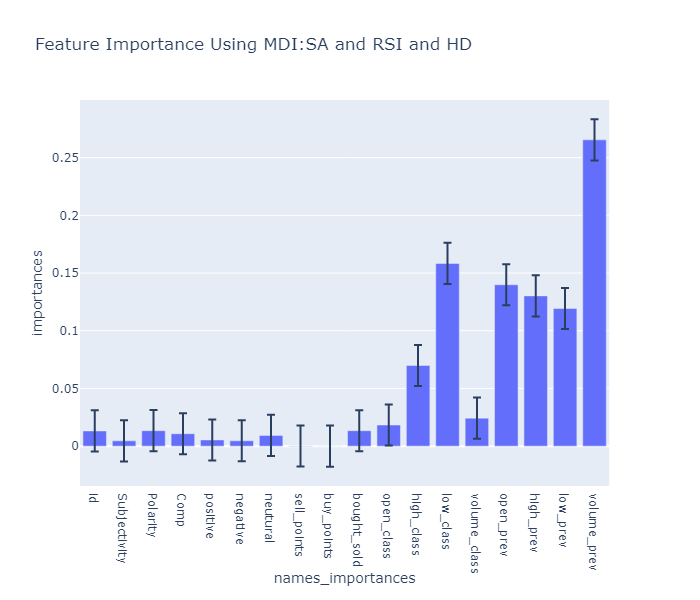 Feature Importance Using MDI:SA and RSI and HD
importances
0.25
0.2
0.15
0.1
0.05
0
Id
Subjectivity
Polarity
Comp
positive
negative
neutural
sell_points
buy_points
bought_sold
open_class
high_class
low_class
volume_class
open_prev
high_prev
low_prev
volume_prev
names_importances